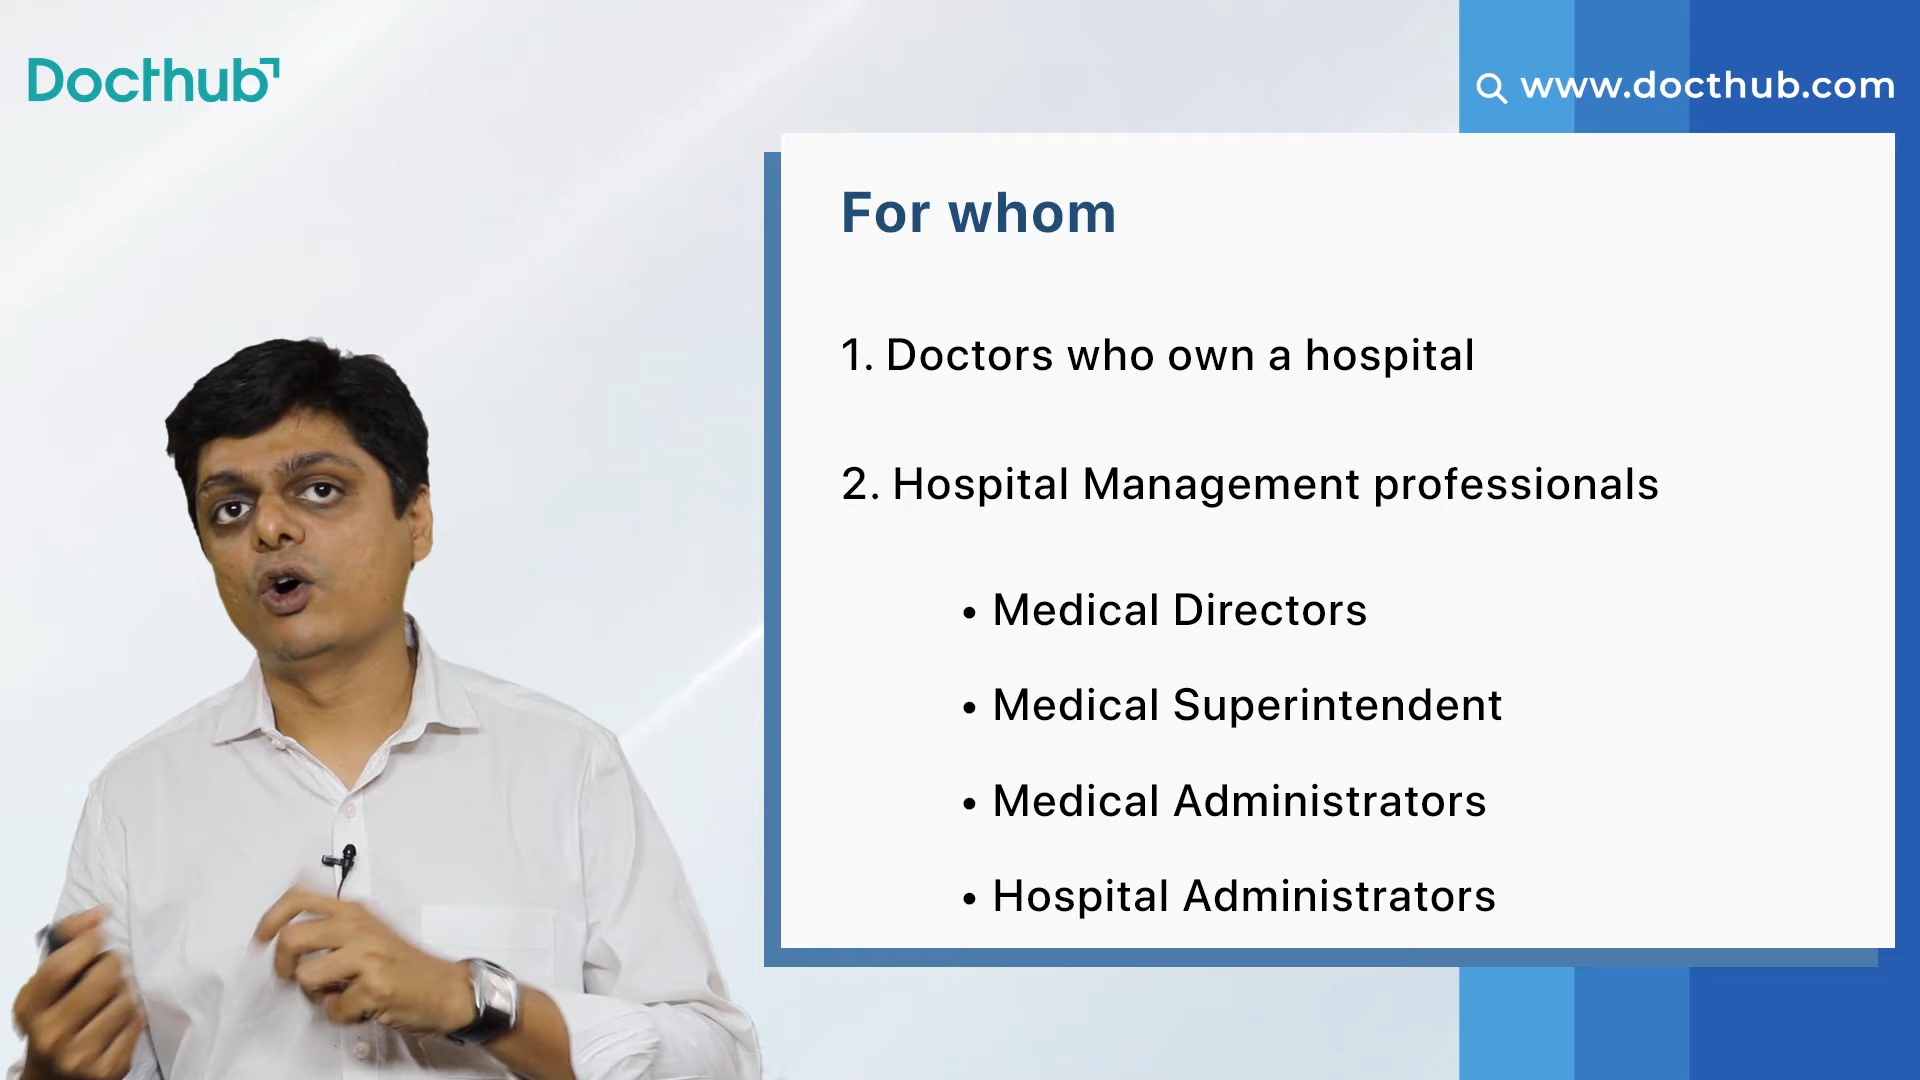 Docthub
www.docthub.com
For whom
1. Doctors who own a hospital
2. Hospital Management professionals
• Medical Directors
• Medical Superintendent
• Medical Administrators
• Hospital Administrators